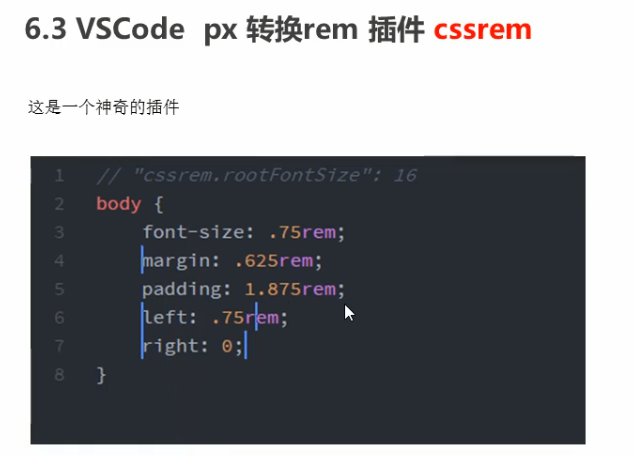 6.3 VSCode px 转换rem 插件 cssrem
这是一个神奇的插件
1 // "cssrem.rootFontSize": 16
2 body {
3 font-size: .75rem;
4 margin: .625rem;
5 padding: 1.875rem;
6 left: .75rem;
7 right: 0;
8 }